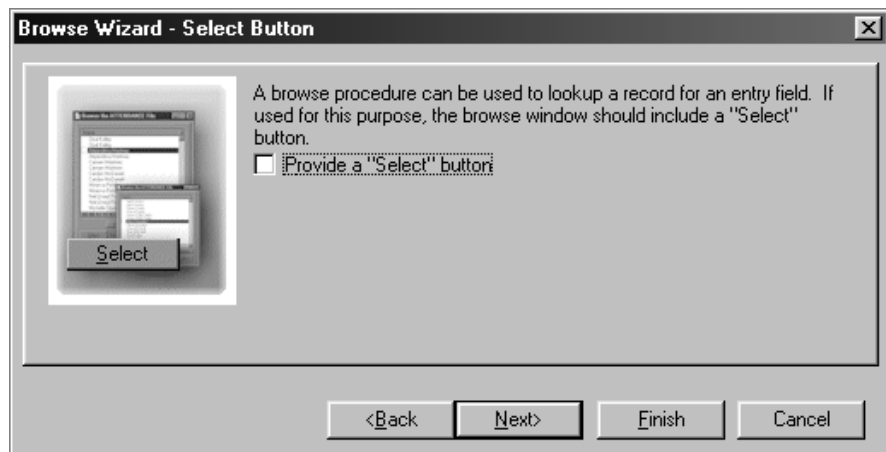 Browse Wizard - Select Button
A browse procedure can be used to lookup a record for an entry field. If
used for this purpose, the browse window should include a "Select"
button.
Provide a "Select" button
Select
<Back Next> Finish Cancel